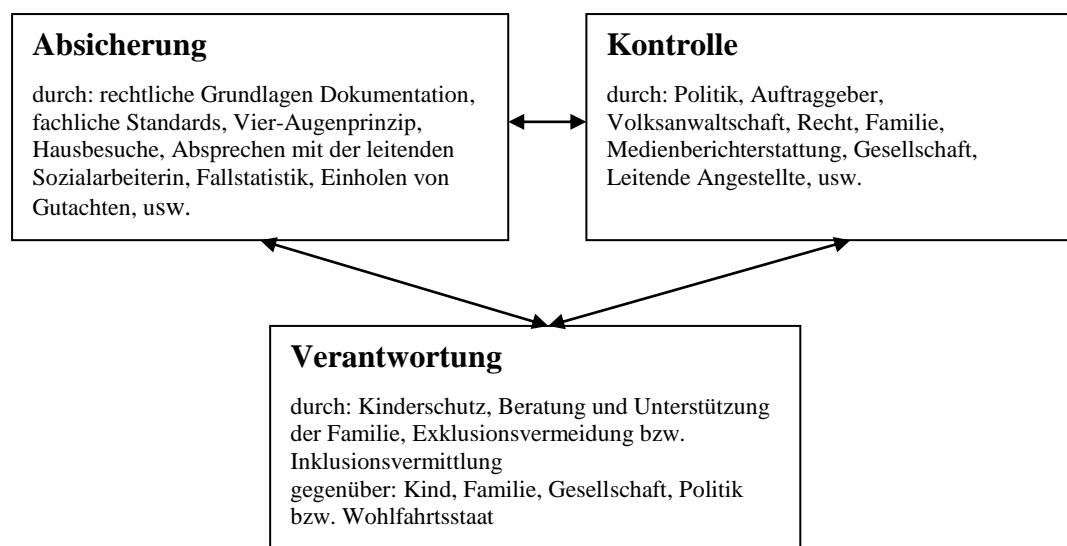 Absicherung
durch: rechtliche Grundlagen Dokumentation,
fachliche Standards, Vier-Augenprinzip,
Hausbesuche, Absprechen mit der leitenden
Sozialarbeiterin, Fallstatistik, Einholen von
Gutachten, usw.
Kontrolle
durch: Politik, Auftraggeber,
Volksanwaltschaft, Recht, Familie,
Medienberichterstattung, Gesellschaft,
Leitende Angestellte, usw.
Verantwortung
durch: Kinderschutz, Beratung und Unterstützung
der Familie, Exklusionsvermeidung bzw.
Inklusionsvermittlung
gegenüber: Kind, Familie, Gesellschaft, Politik
bzw. Wohlfahrtsstaat